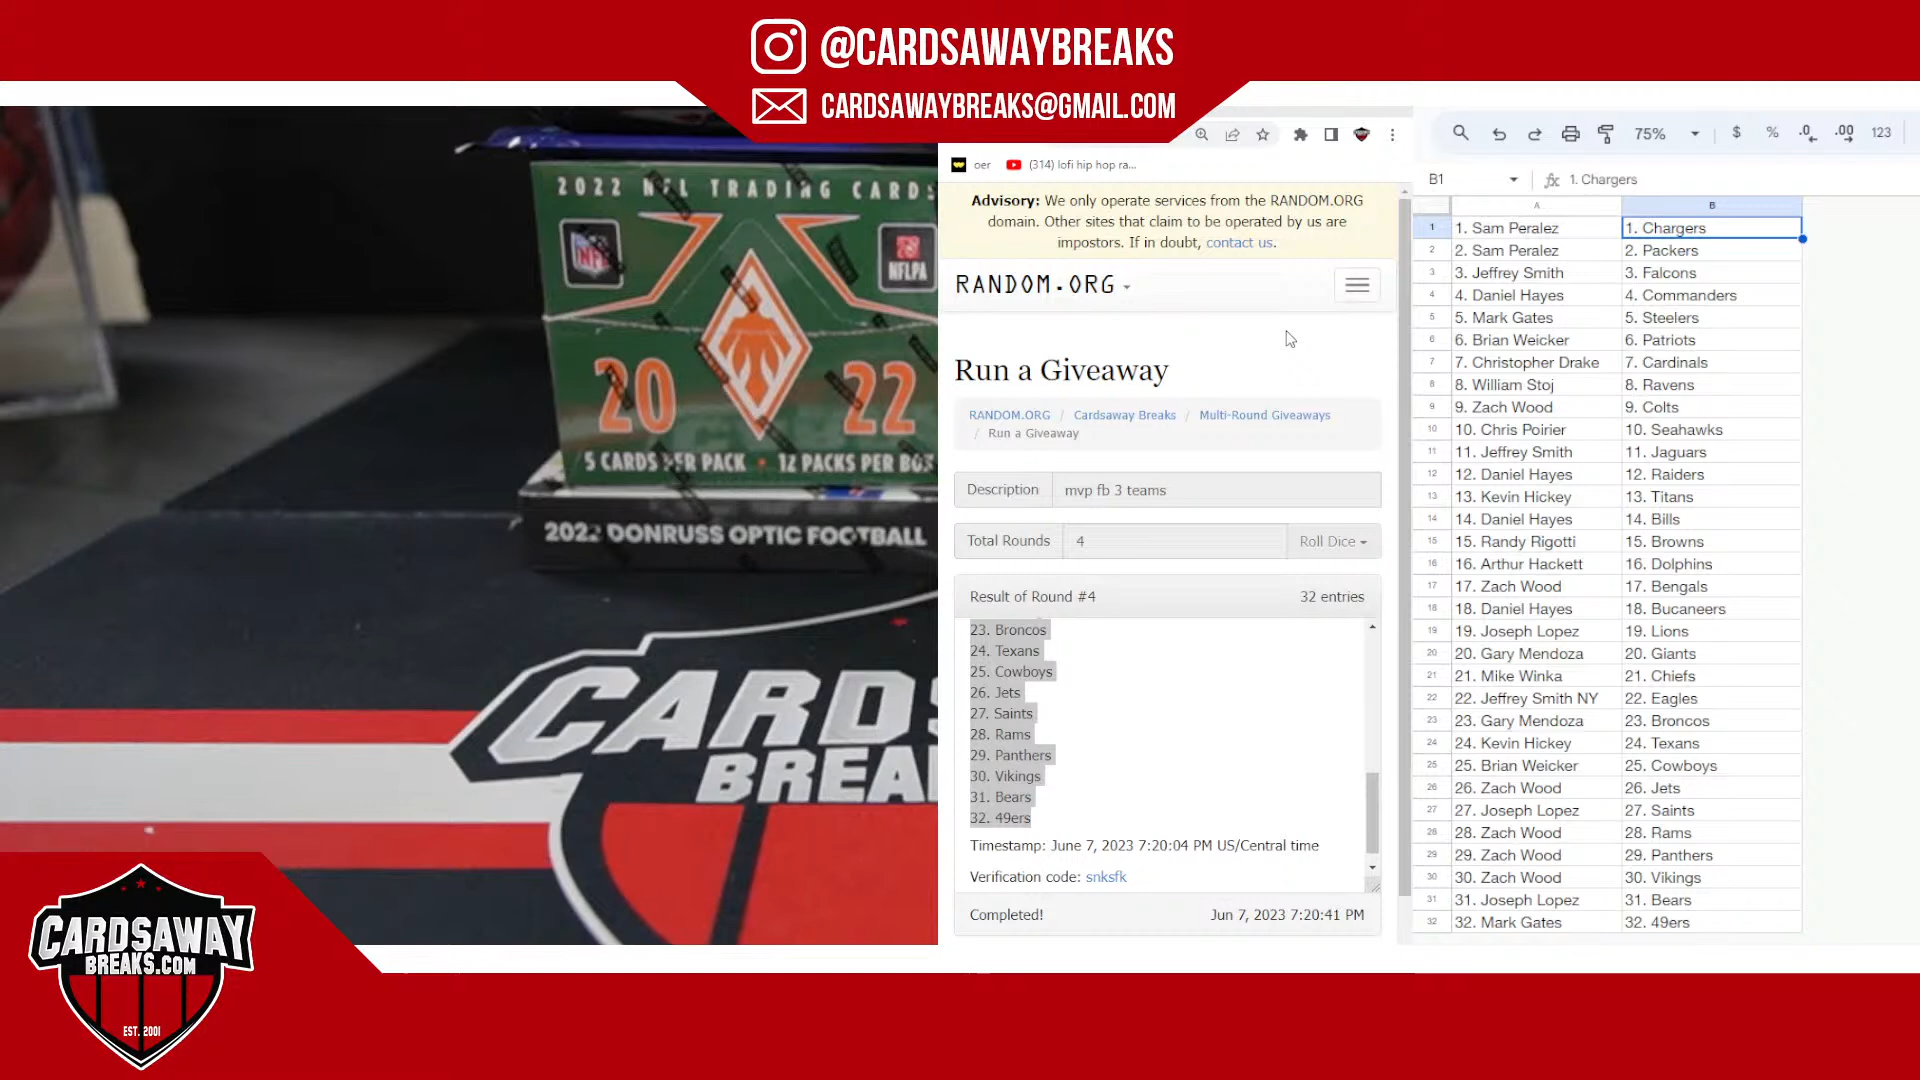 @CARDSAWAYBREAKS
CARDSAWAYBREAKS@GMAIL.COM
2022 NFL TRADING CARDS
NFL
NFLPA
20 22
5 CARDS PER PACK • 12 PACKS PER BOX
2022 DONRUSS OPTIC FOOTBALL
CARDS
BREA
CARDSAWAY
BREAKS.COM
EST. 2001
oer (314) lofi hip hop ra...
Advisory: We only operate services from the RANDOM.ORG
domain. Other sites that claim to be operated by us are
impostors. If in doubt, contact us.
RANDOM.ORG
Run a Giveaway
RANDOM.ORG / Cardsaway Breaks / Multi-Round Giveaways
/ Run a Giveaway
Description mvp fb 3 teams
Total Rounds 4 Roll Dice
Result of Round #4 32 entries
23. Broncos
24. Texans
25. Cowboys
26. Jets
27. Saints
28. Rams
29. Panthers
30. Vikings
31. Bears
32. 49ers
Timestamp: June 7, 2023 7:20:04 PM US/Central time
Verification code: snksfk
Completed! Jun 7, 2023 7:20:41 PM
75% $ % .0 .00 123
B1 fx 1. Chargers
A B
1 1. Sam Peralez 1. Chargers
2 2. Sam Peralez 2. Packers
3 3. Jeffrey Smith 3. Falcons
4 4. Daniel Hayes 4. Commanders
5 5. Mark Gates 5. Steelers
6 6. Brian Weicker 6. Patriots
7 7. Christopher Drake 7. Cardinals
8 8. William Stoj 8. Ravens
9 9. Zach Wood 9. Colts
10 10. Chris Poirier 10. Seahawks
11 11. Jeffrey Smith 11. Jaguars
12 12. Daniel Hayes 12. Raiders
13 13. Kevin Hickey 13. Titans
14 14. Daniel Hayes 14. Bills
15 15. Randy Rigotti 15. Browns
16 16. Arthur Hackett 16. Dolphins
17 17. Zach Wood 17. Bengals
18 18. Daniel Hayes 18. Bucaneers
19 19. Joseph Lopez 19. Lions
20 20. Gary Mendoza 20. Giants
21 21. Mike Winka 21. Chiefs
22 22. Jeffrey Smith NY 22. Eagles
23 23. Gary Mendoza 23. Broncos
24 24. Kevin Hickey 24. Texans
25 25. Brian Weicker 25. Cowboys
26 26. Zach Wood 26. Jets
27 27. Joseph Lopez 27. Saints
28 28. Zach Wood 28. Rams
29 29. Zach Wood 29. Panthers
30 30. Zach Wood 30. Vikings
31 31. Joseph Lopez 31. Bears
32 32. Mark Gates 32. 49ers